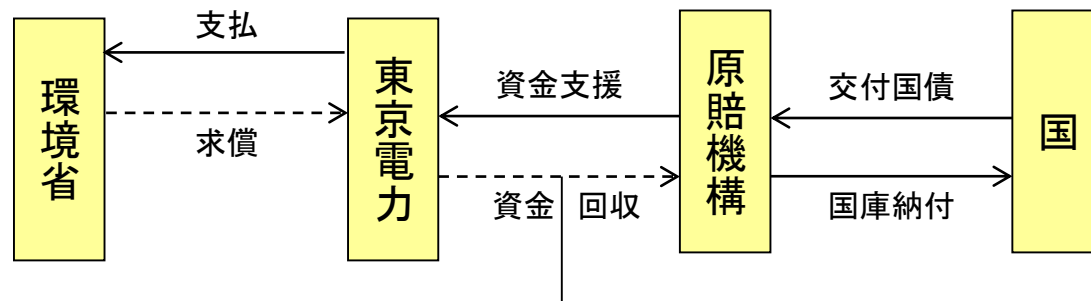 環境省
支払
求償
東京電力
資金支援
資金 回収
原賠機構
交付国債
国庫納付
国